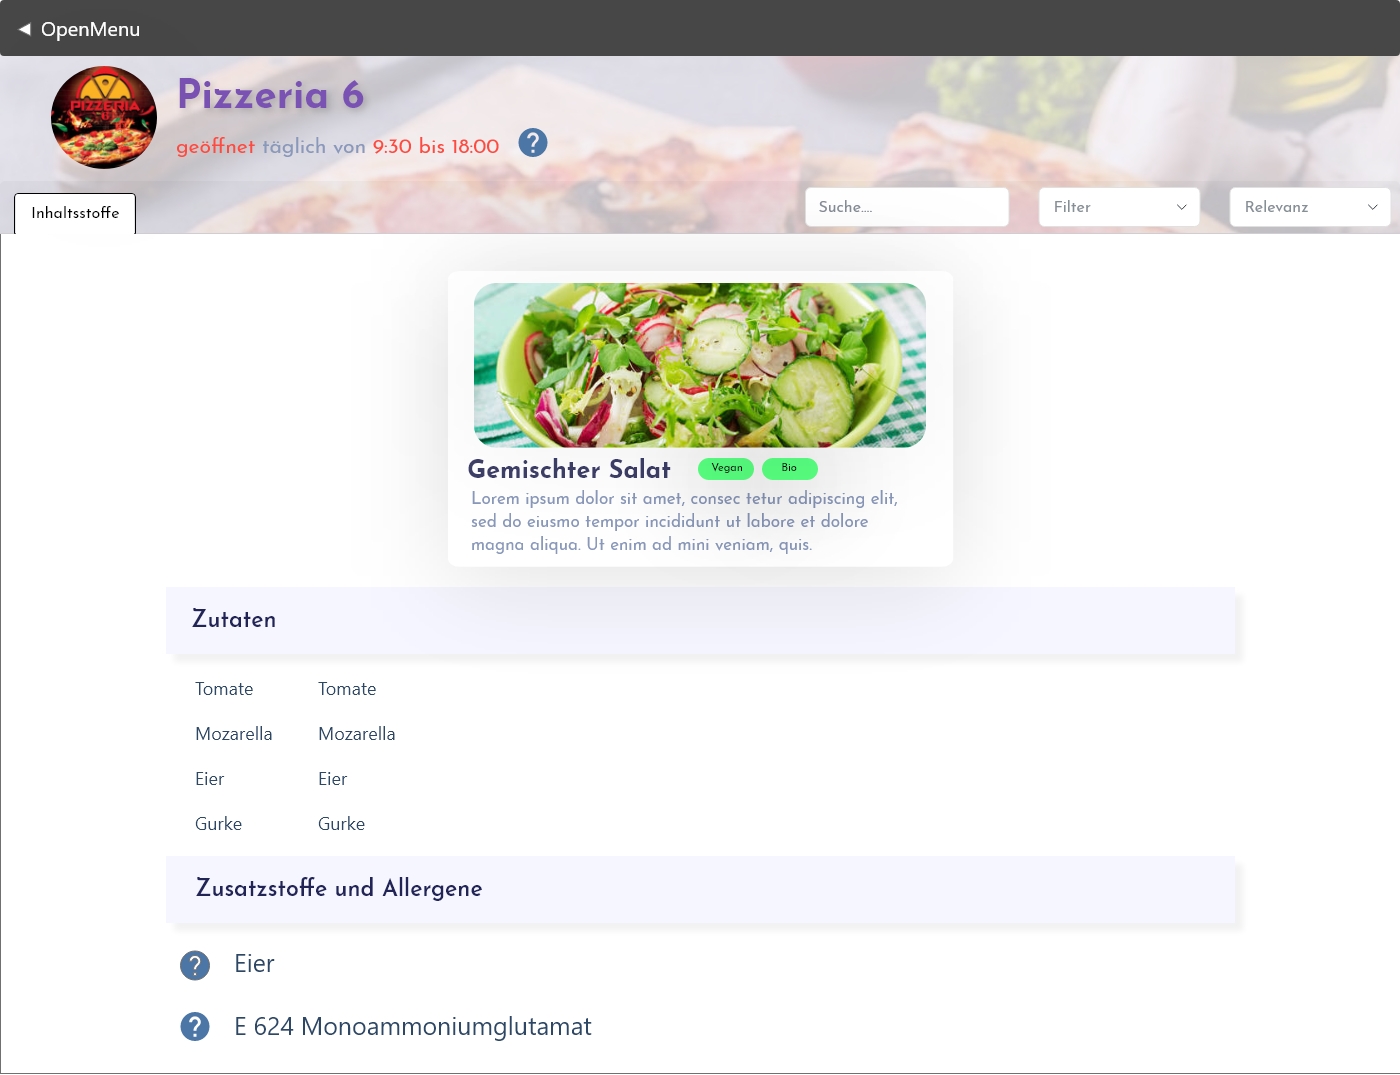 ◄ OpenMenu
PIZZERIA
Pizzeria 6
geöffnet täglich von 9:30 bis 18:00 ?
Inhaltsstoffe
Suche....
Filter
Relevanz
Gemischter Salat Vegan Bio
Lorem ipsum dolor sit amet, consec tetur adipiscing elit,
sed do eiusmo tempor incididunt ut labore et dolore
magna aliqua. Ut enim ad mini veniam, quis.
Zutaten
Tomate Tomate
Mozarella Mozarella
Eier Eier
Gurke Gurke
Zusatzstoffe und Allergene
? Eier
? E 624 Monoammoniumglutamat